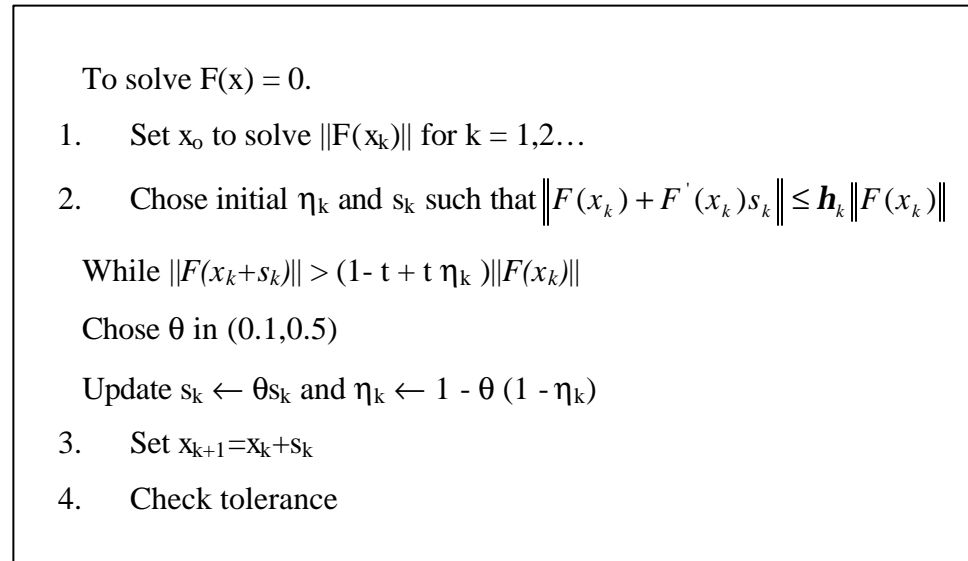 To solve F(x) = 0.
1. Set xₒ to solve ||F(xₖ)|| for k = 1,2…
2. Chose initial ηₖ and sₖ such that ‖F(xₖ) + F'(xₖ)sₖ‖ ≤ hₖ‖F(xₖ)‖
While ||F(xₖ+sₖ)|| > (1- t + t ηₖ )||F(xₖ)||
Chose θ in (0.1,0.5)
Update sₖ ← θsₖ and ηₖ ← 1 - θ (1 - ηₖ)
3. Set xₖ₊₁=xₖ+sₖ
4. Check tolerance